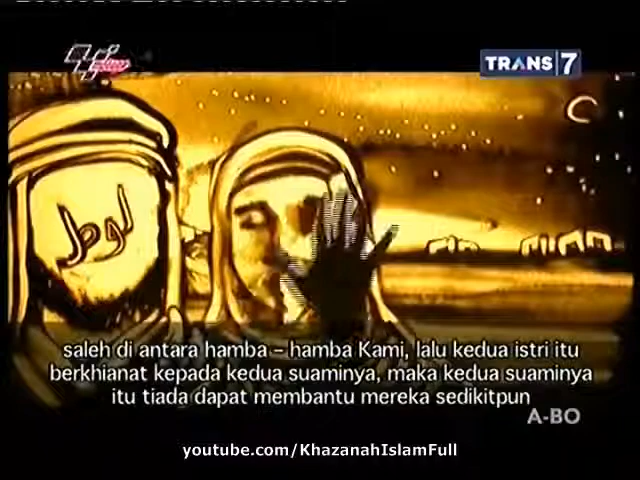 TRANS|7
لوط
saleh di antara hamba – hamba Kami, lalu kedua istri itu
berkhianat kepada kedua suaminya, maka kedua suaminya
itu tiada dapat membantu mereka sedikitpun
A-BO
youtube.com/KhazanahIslamFull